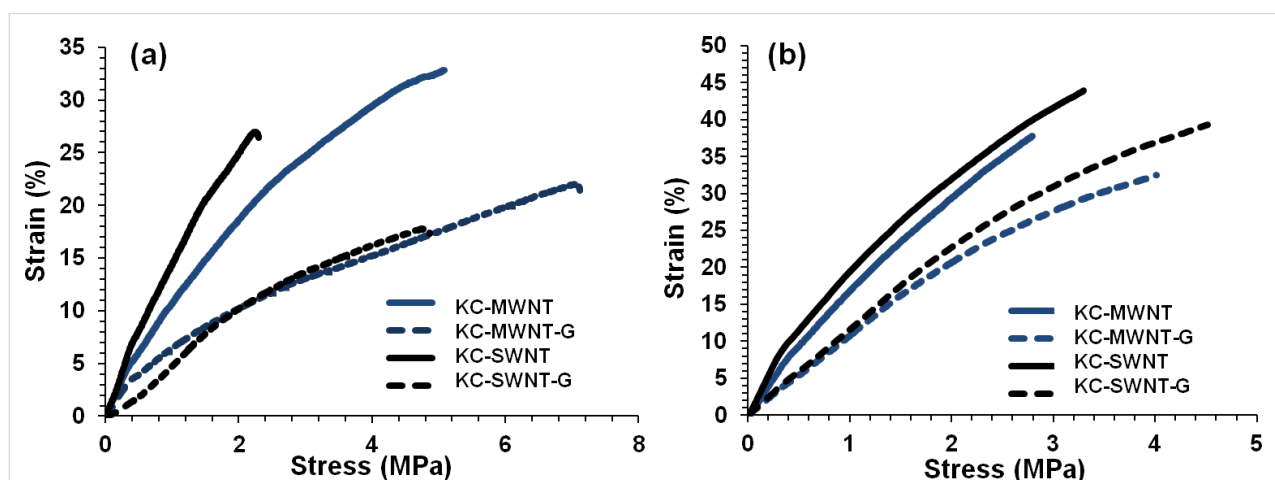 (a)
Strain (%)
35
30
25
20
15
10
5
0
KC-MWNT
KC-MWNT-G
KC-SWNT
KC-SWNT-G
0 2 4 6 8
Stress (MPa)
(b)
Strain (%)
50
45
40
35
30
25
20
15
10
5
0
KC-MWNT
KC-MWNT-G
KC-SWNT
KC-SWNT-G
0 1 2 3 4 5
Stress (MPa)